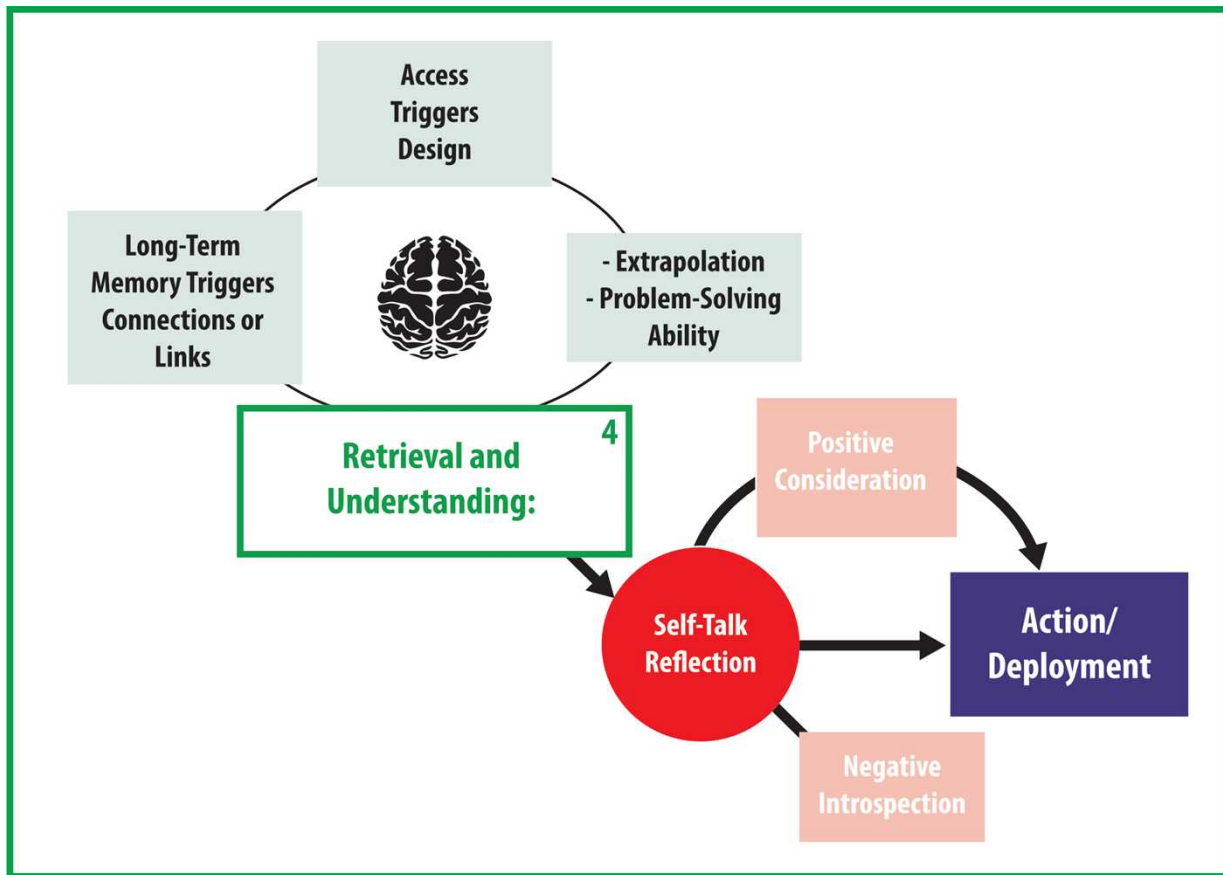 Access
Triggers
Design
Long-Term
Memory Triggers
Connections or
Links
- Extrapolation
- Problem-Solving
Ability
4
Retrieval and
Understanding:
Positive
Consideration
Self-Talk
Reflection
Action/
Deployment
Negative
Introspection